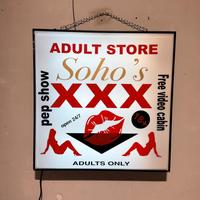 ADULT STORE
Soho's
pep show
XXX
Free video cabin
open 24/7
ADULTS ONLY